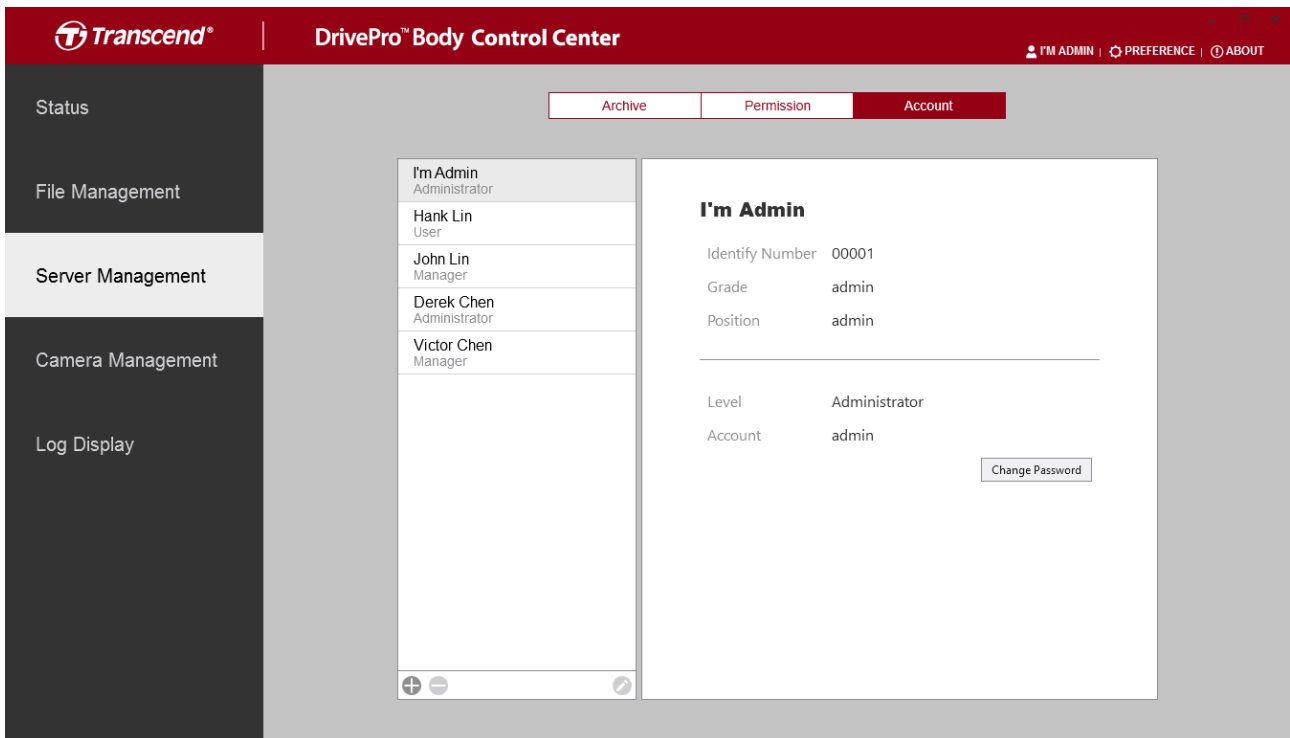 Transcend®
DrivePro™ Body Control Center
I'M ADMIN | PREFERENCE | ABOUT
Status
File Management
Server Management
Camera Management
Log Display
Archive
Permission
Account
I'm Admin
Administrator
Hank Lin
User
John Lin
Manager
Derek Chen
Administrator
Victor Chen
Manager
I'm Admin
Identify Number 00001
Grade admin
Position admin
Level Administrator
Account admin
Change Password